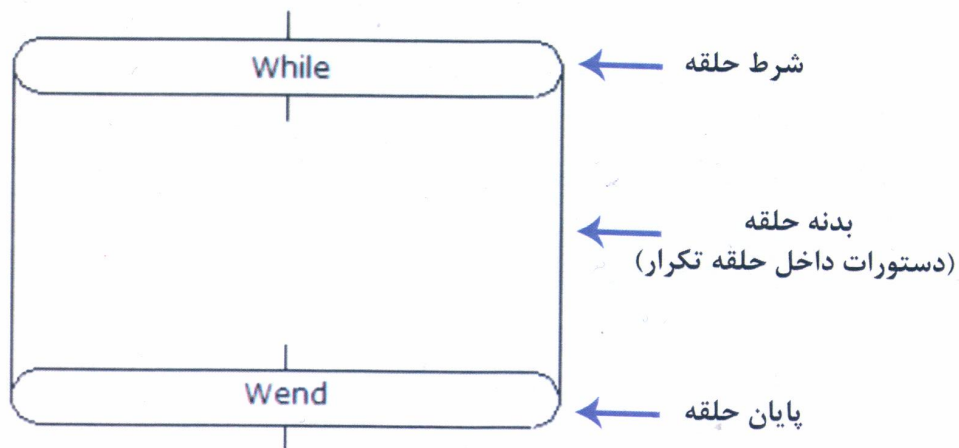 While
شرط حلقه
بدنه حلقه
(دستورات داخل حلقه تکرار)
Wend
پایان حلقه